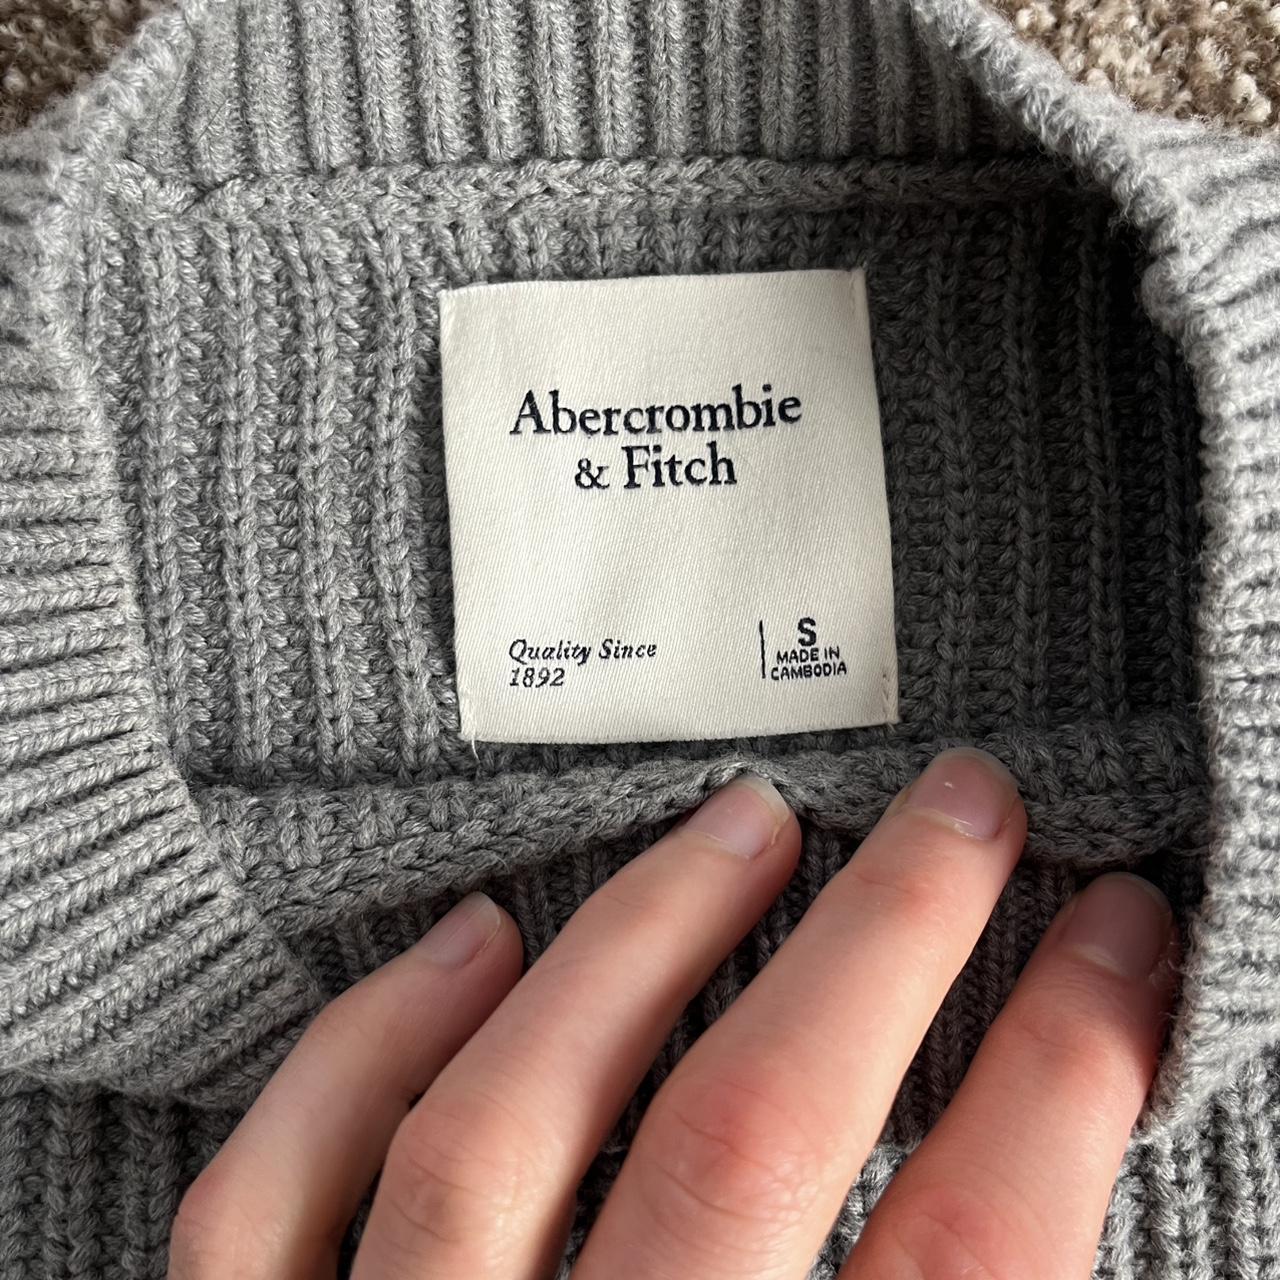 Abercrombie
& Fitch
Quality Since
1892
S
MADE IN
CAMBODIA